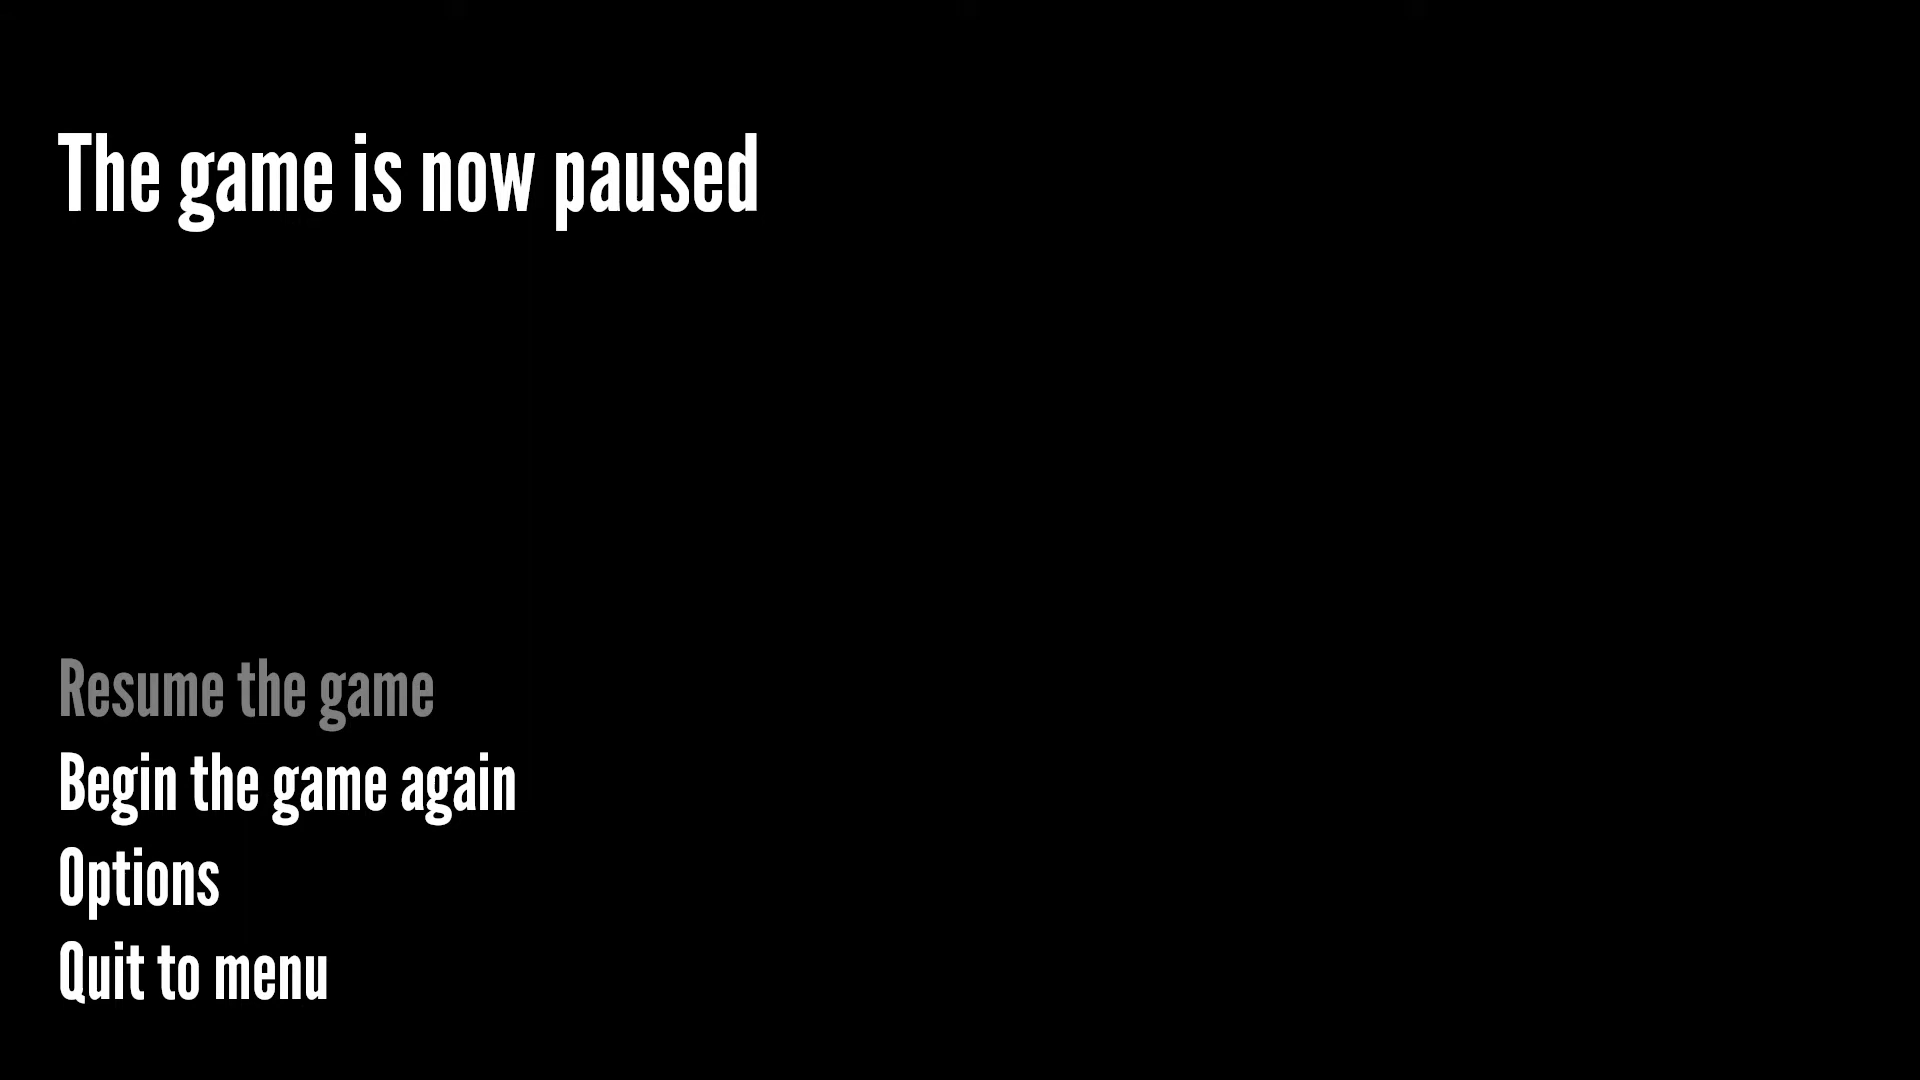 The game is now paused
Resume the game
Begin the game again
Options
Quit to menu